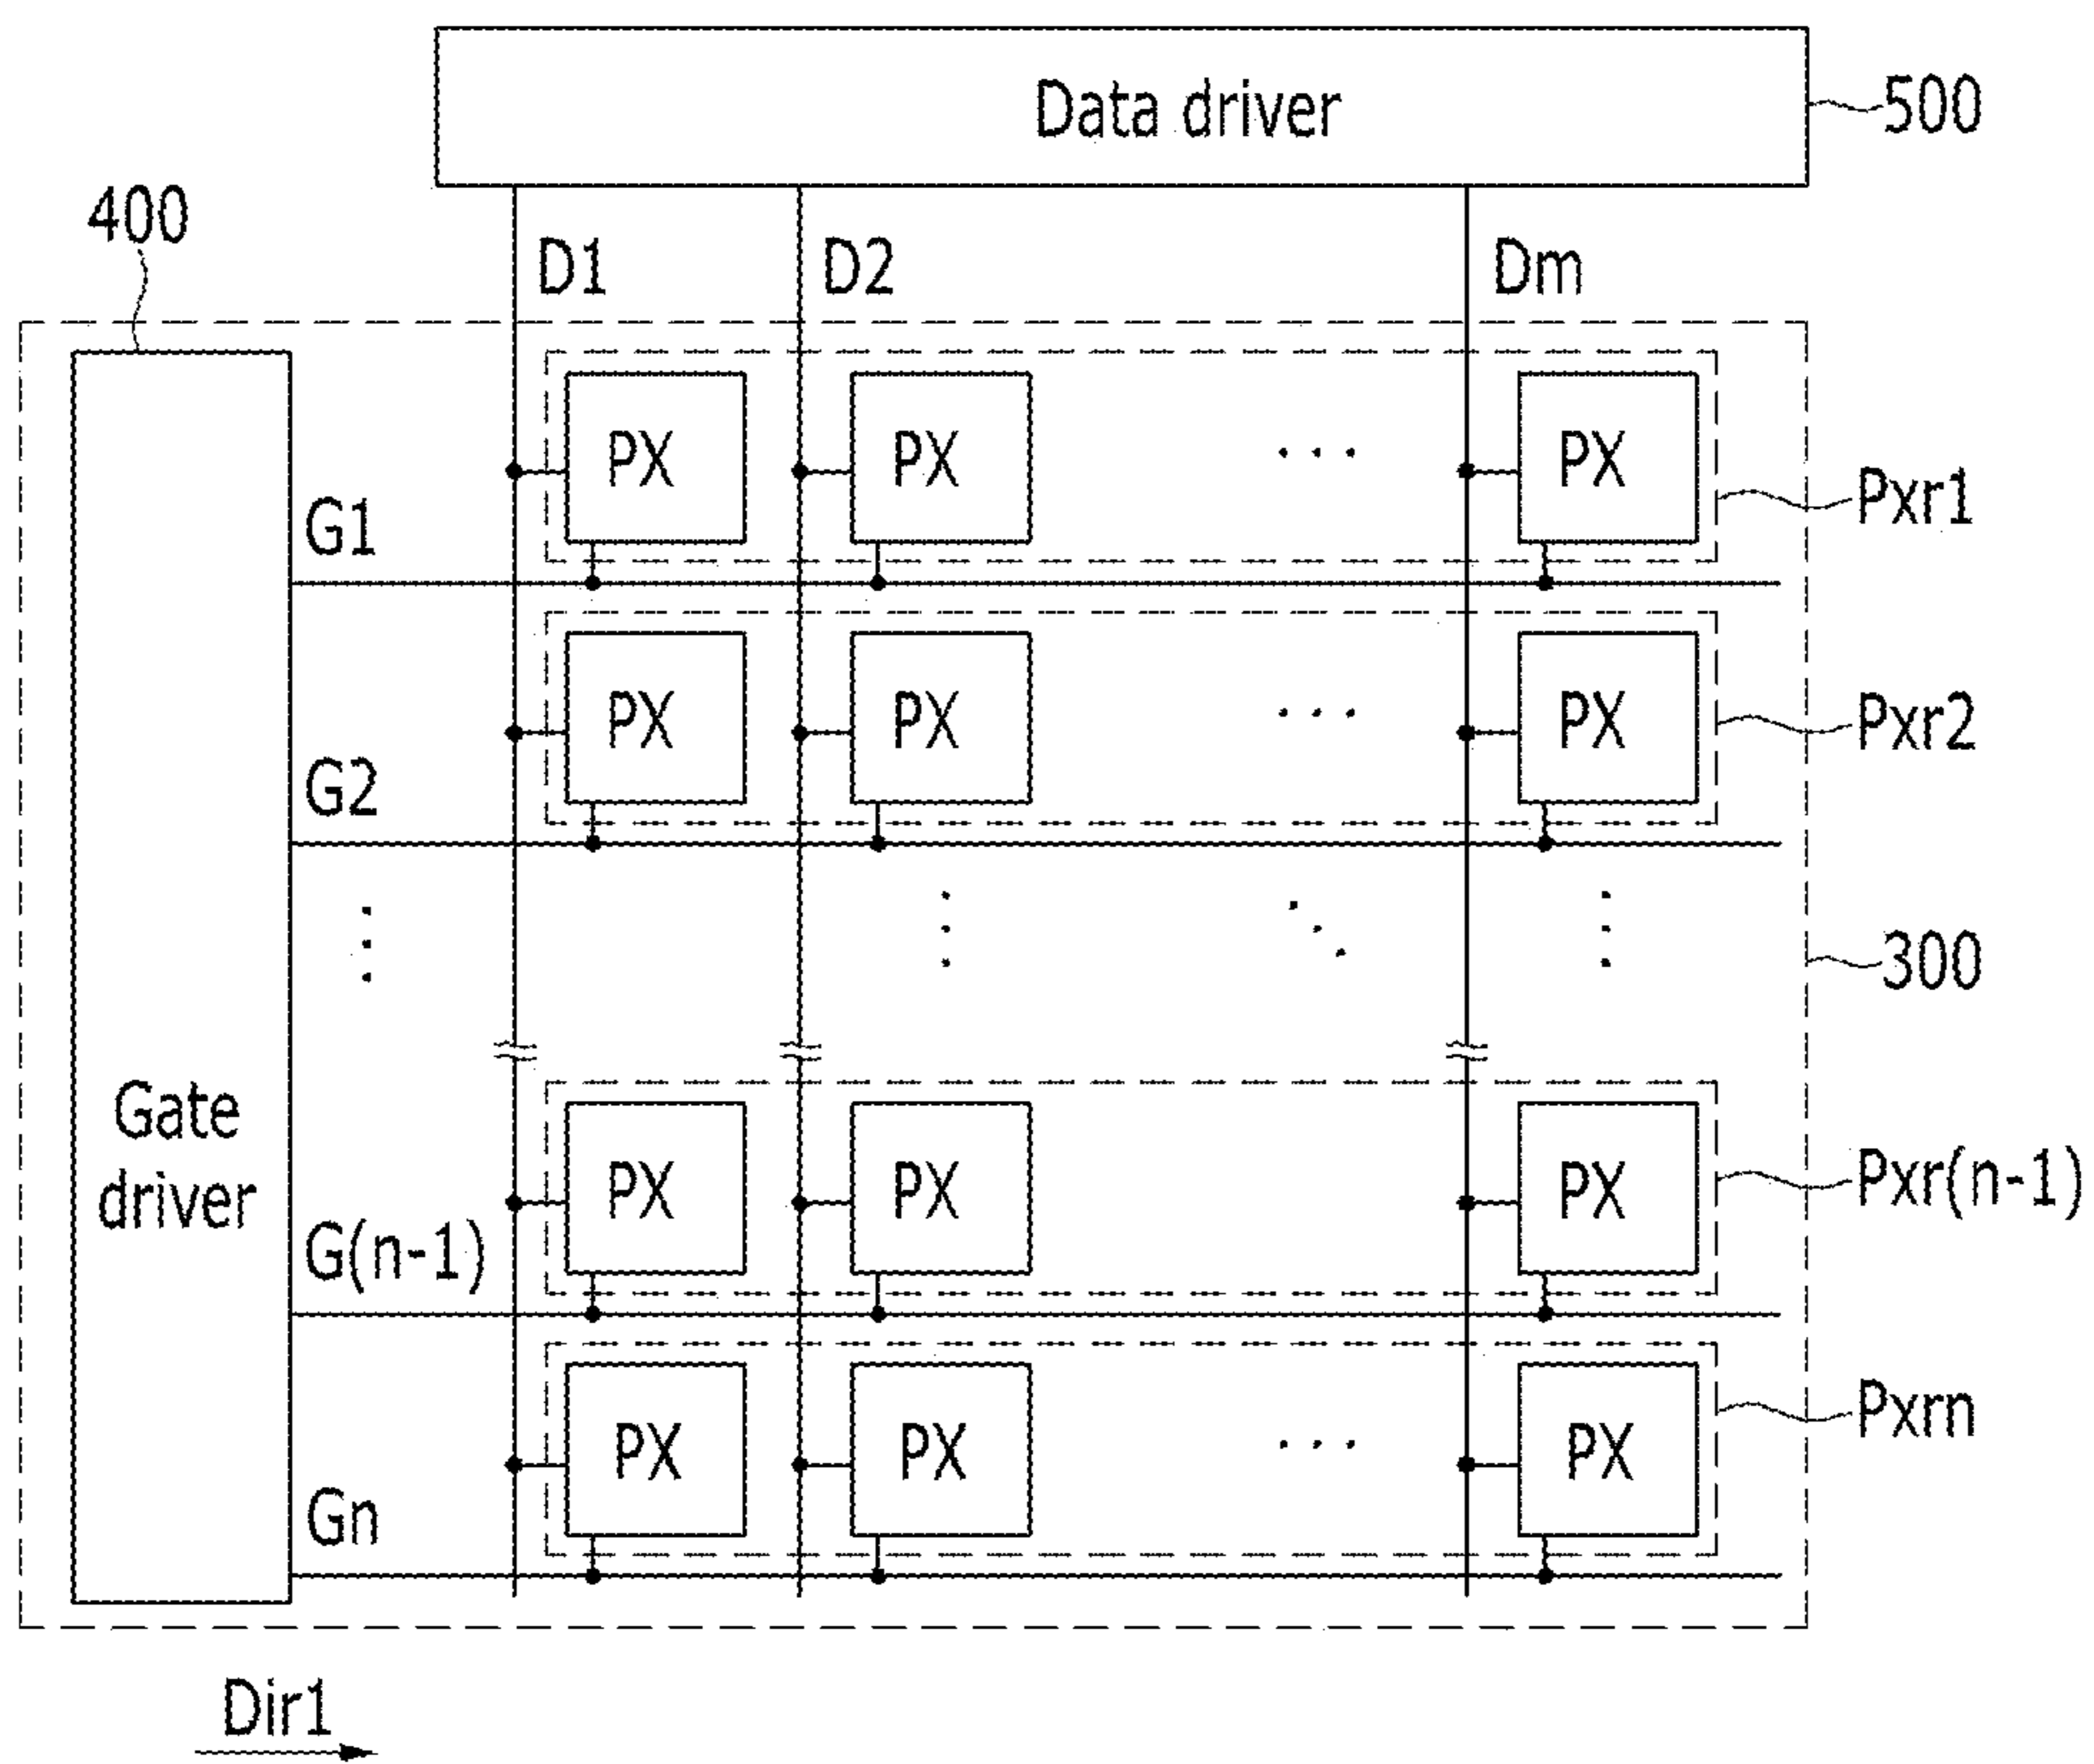 Data driver
500
400
D1 D2 Dm
PX PX ... PX
Pxr1
G1
PX PX ... PX
Pxr2
G2
300
PX PX PX
Gate
driver
Pxr(n-1)
G(n-1)
PX PX ... PX
Pxrn
Gn
Dir1